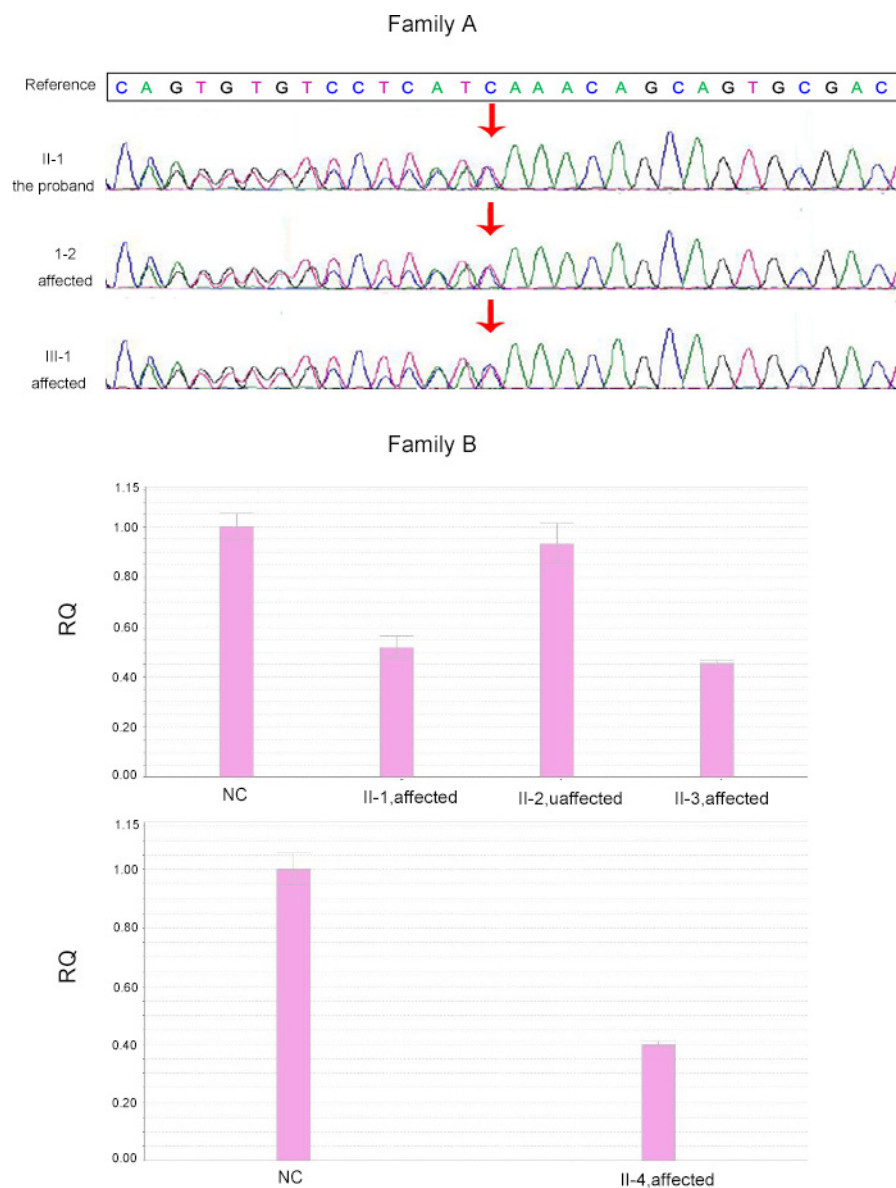 Family A
Reference C A G T G T G T C C T C A T C A A A C A G C A G T G C G A C
II-1
the proband
1-2
affected
III-1
affected
Family B
1.15
1.00
0.80
0.60
0.40
0.20
0.00
RQ
NC II-1,affected II-2,uaffected II-3,affected
1.15
1.00
0.80
0.60
0.40
0.20
0.00
RQ
NC II-4,affected